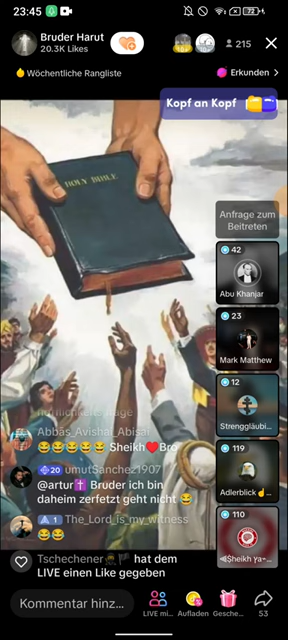 23:45
Bruder Harut
20.3K Likes
215
Wöchentliche Rangliste
Erkunden >
Kopf an Kopf
HOLY BIBLE
Anfrage zum
Beitreten
42
Abu Khanjar
23
Mark Matthew
12
Strenggläubi...
119
Adlerblick☝...
110
Abbas_Avishai_Abisai
😂😂😂😂😂 Sheikh❤️Bro
20 umutSanchez1907
@artur✝️ Bruder ich bin
daheim zerfetzt geht nicht 😂
1 The_Lord_is_my_witness
😂😂
Tschechener hat dem
LIVE einen Like gegeben
Kommentar hinz...
LIVE mi...
Aufladen
Gesche...
53